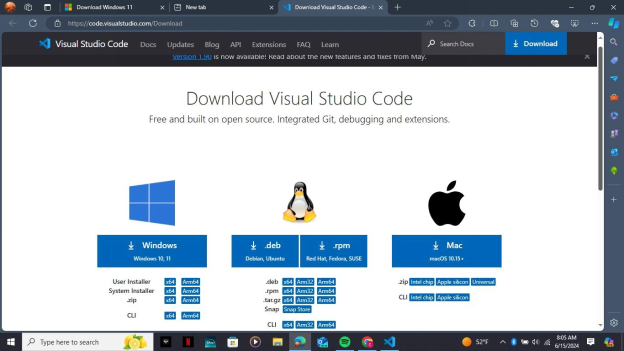 Download Windows 11
New tab
Download Visual Studio Code -
https://code.visualstudio.com/Download
Visual Studio Code
Docs
Updates
Blog
API
Extensions
FAQ
Learn
Search Docs
Download
Version 1.90 is now available! Read about the new features and fixes from May.
Download Visual Studio Code
Free and built on open source. Integrated Git, debugging and extensions.
Windows
Windows 10, 11
.deb
Debian, Ubuntu
.rpm
Red Hat, Fedora, SUSE
Mac
macOS 10.15+
User Installer x64 Arm64
System Installer x64 Arm64
.zip x64 Arm64
CLI x64 Arm64
.deb x64 Arm32 Arm64
.rpm x64 Arm32 Arm64
.tar.gz x64 Arm32 Arm64
Snap Snap Store
CLI x64 Arm32 Arm64
.zip Intel chip Apple silicon Universal
CLI Intel chip Apple silicon
Type here to search
52°F
8:05 AM
6/15/2024